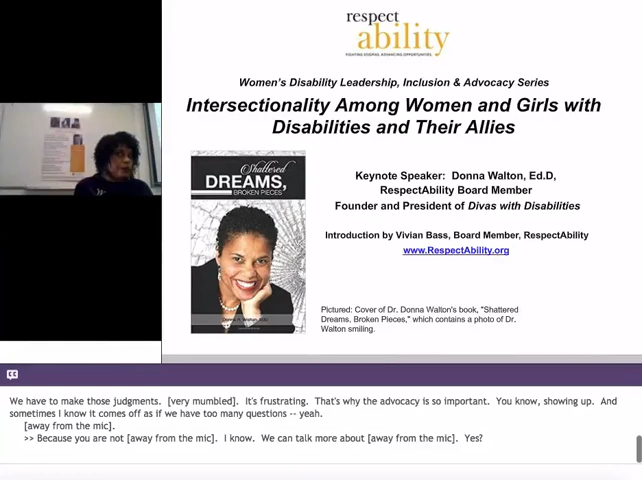 respect
ability
FIGHTING STIGMAS. ADVANCING OPPORTUNITIES.
Women's Disability Leadership, Inclusion & Advocacy Series
Intersectionality Among Women and Girls with
Disabilities and Their Allies
Shattered
DREAMS,
BROKEN PIECES
Keynote Speaker:  Donna Walton, Ed.D,
RespectAbility Board Member
Founder and President of Divas with Disabilities
Introduction by Vivian Bass, Board Member, RespectAbility
www.RespectAbility.org
Pictured: Cover of Dr. Donna Walton's book, "Shattered
Dreams, Broken Pieces," which contains a photo of Dr.
Walton smiling.
We have to make those judgments.  [very mumbled].  It's frustrating.  That's why the advocacy is so important.  You know, showing up.  And
sometimes I know it comes off as if we have too many questions -- yeah.
[away from the mic].
>> Because you are not [away from the mic].  I know.  We can talk more about [away from the mic].  Yes?